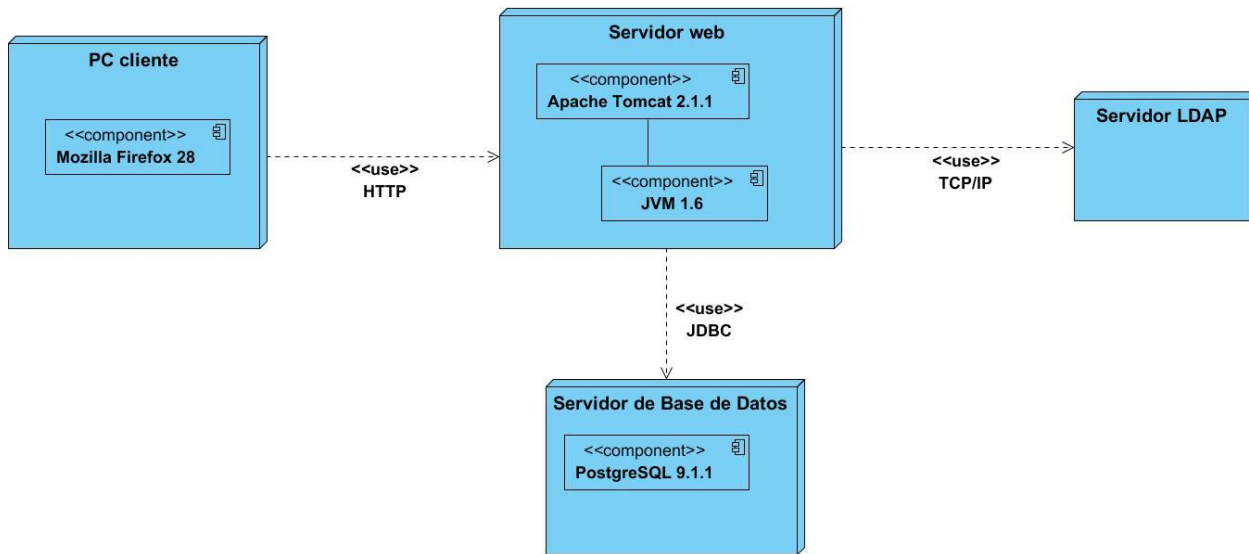 PC cliente
<<component>>
Mozilla Firefox 28
<<use>>
HTTP
Servidor web
<<component>>
Apache Tomcat 2.1.1
<<component>>
JVM 1.6
<<use>>
TCP/IP
Servidor LDAP
<<use>>
JDBC
Servidor de Base de Datos
<<component>>
PostgreSQL 9.1.1